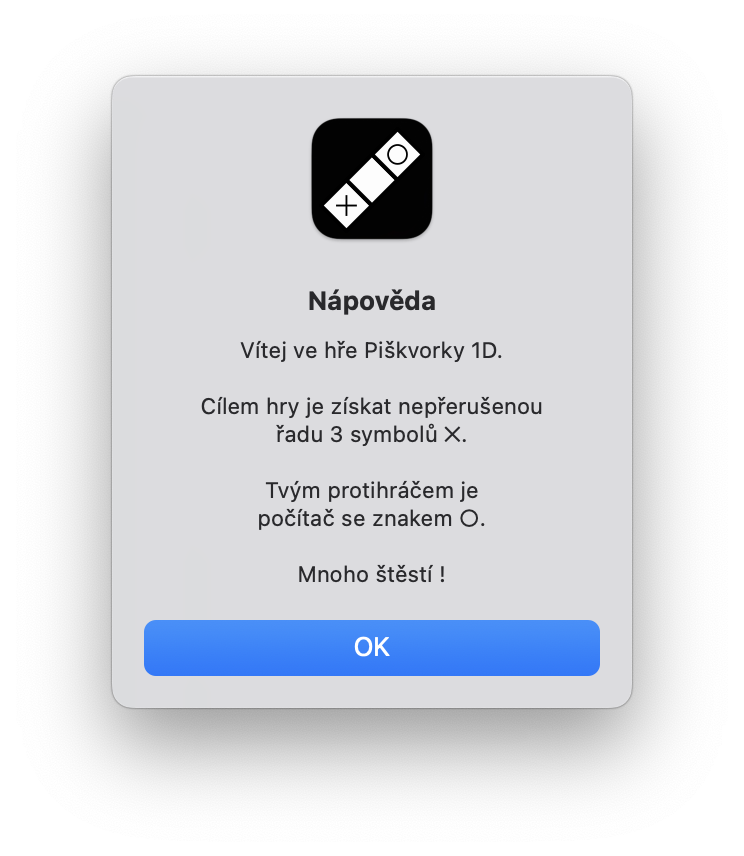 Nápověda
Vítej ve hře Piškvorky 1D.
Cílem hry je získat nepřerušenou
řadu 3 symbolů ✕.
Tvým protihráčem je
počítač se znakem ◯.
Mnoho štěstí !
OK